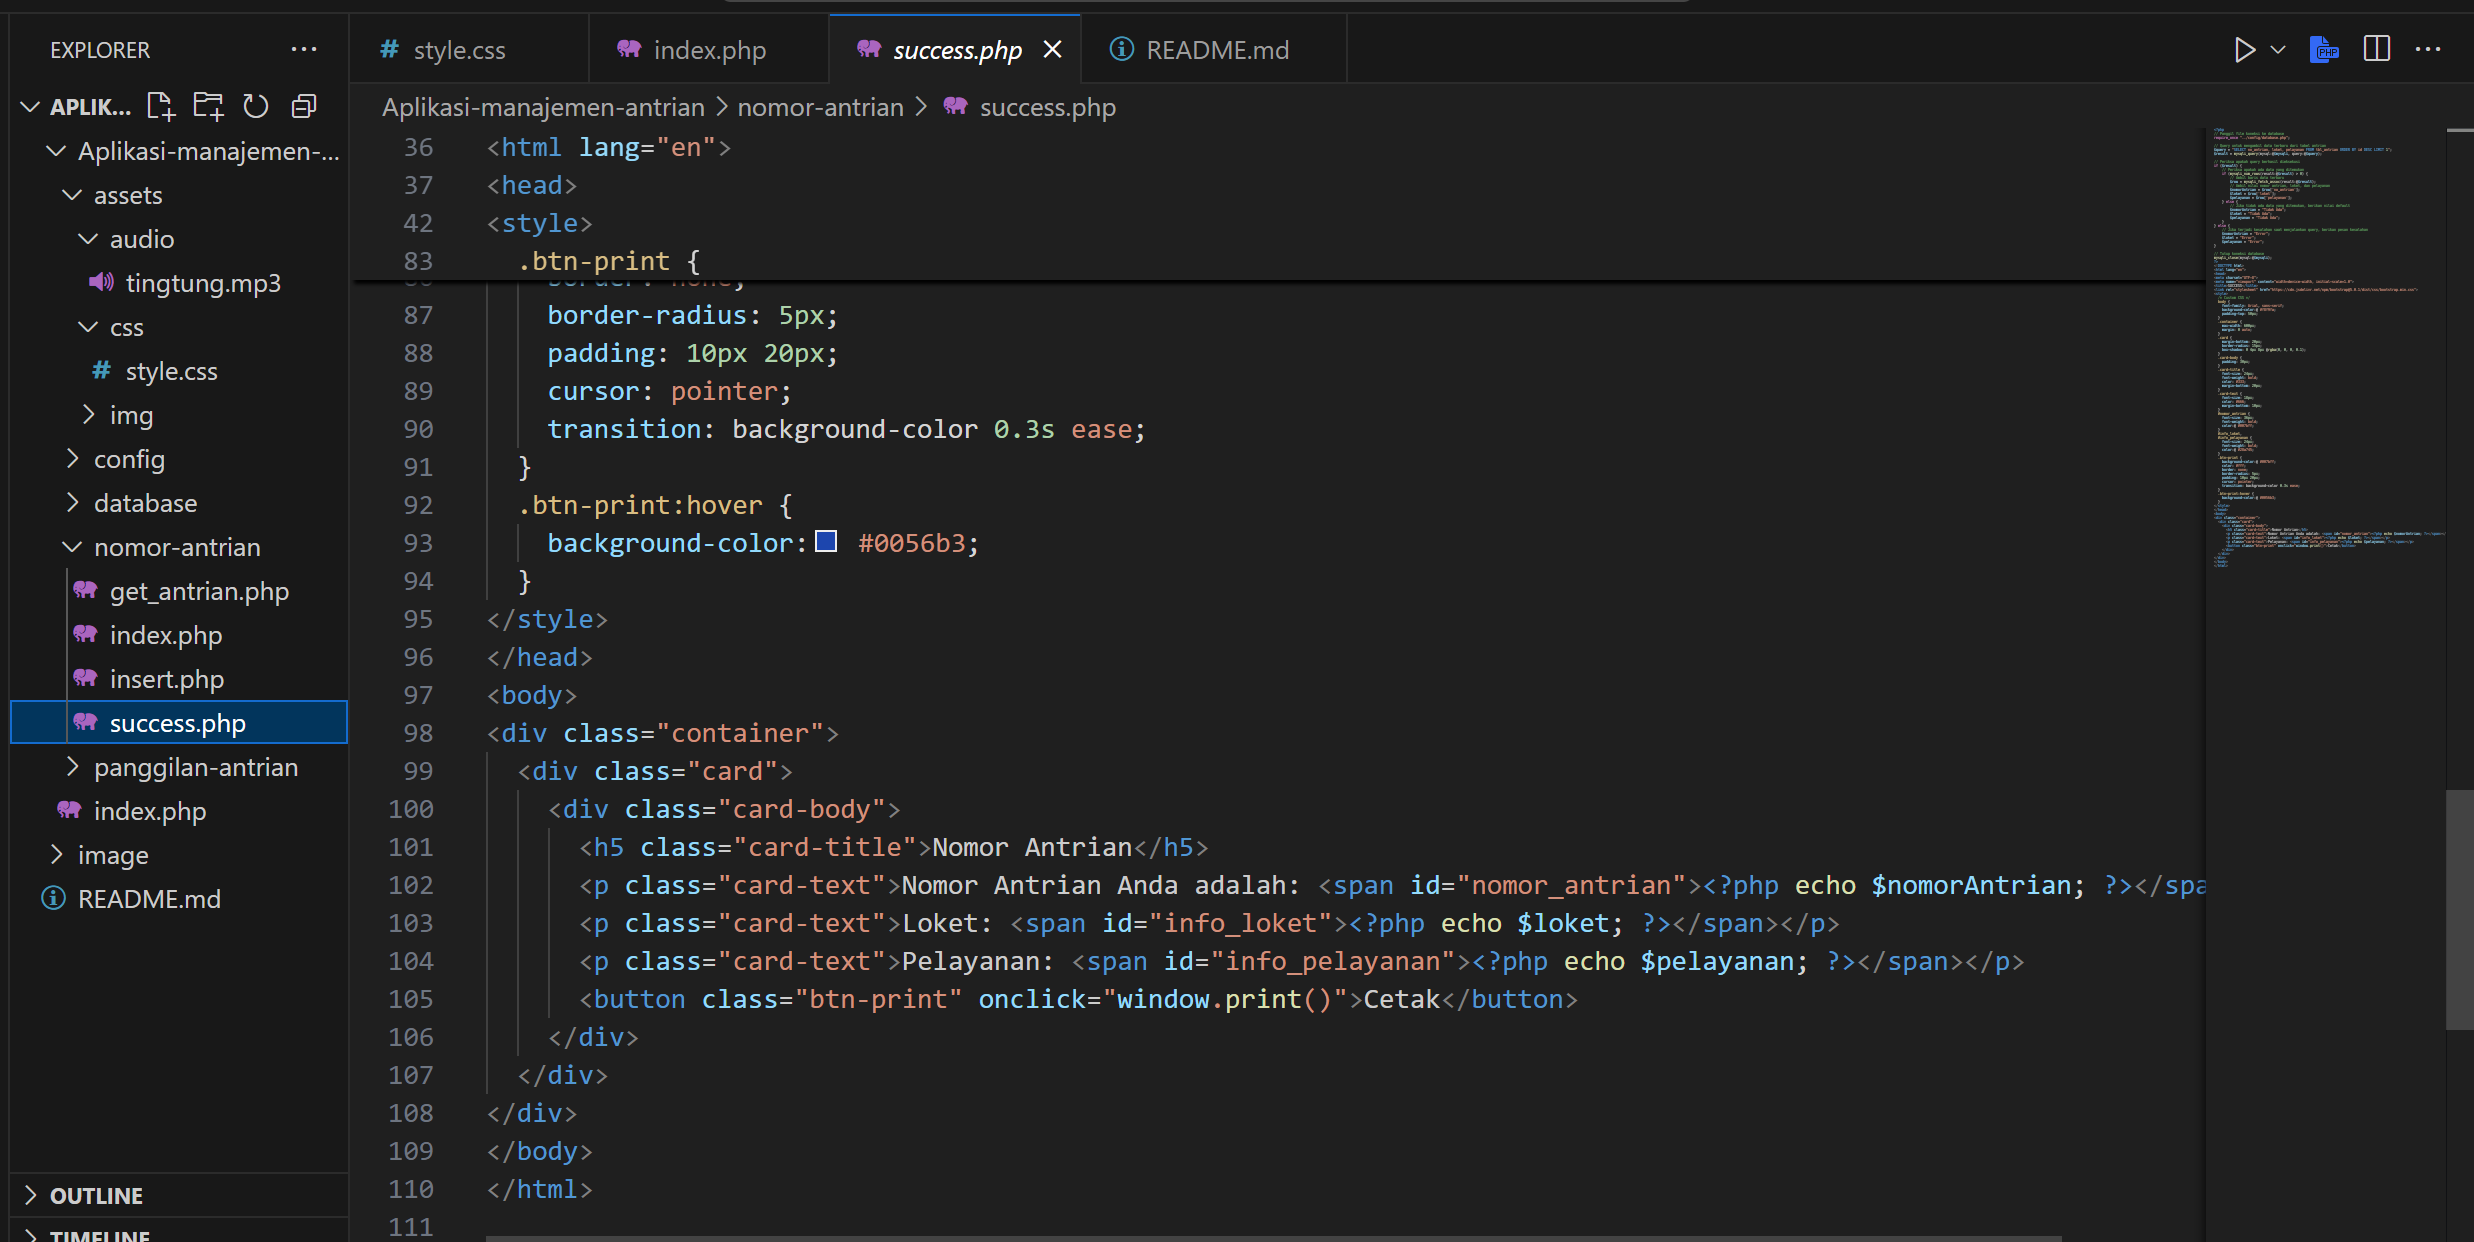 EXPLORER
APLIK...
Aplikasi-manajemen-...
assets
audio
tingtung.mp3
css
# style.css
img
config
database
nomor-antrian
get_antrian.php
index.php
insert.php
success.php
panggilan-antrian
index.php
image
README.md
OUTLINE
TIMELINE
# style.css
index.php
success.php
README.md
PHP
Aplikasi-manajemen-antrian > nomor-antrian > success.php
36 <html lang="en">
37 <head>
42 <style>
83 .btn-print {
border: none;
87 border-radius: 5px;
88 padding: 10px 20px;
89 cursor: pointer;
90 transition: background-color 0.3s ease;
91 }
92 .btn-print:hover {
93 background-color: #0056b3;
94 }
95 </style>
96 </head>
97 <body>
98 <div class="container">
99 <div class="card">
100 <div class="card-body">
101 <h5 class="card-title">Nomor Antrian</h5>
102 <p class="card-text">Nomor Antrian Anda adalah: <span id="nomor_antrian"><?php echo $nomorAntrian; ?></spa
103 <p class="card-text">Loket: <span id="info_loket"><?php echo $loket; ?></span></p>
104 <p class="card-text">Pelayanan: <span id="info_pelayanan"><?php echo $pelayanan; ?></span></p>
105 <button class="btn-print" onclick="window.print()">Cetak</button>
106 </div>
107 </div>
108 </div>
109 </body>
110 </html>
111